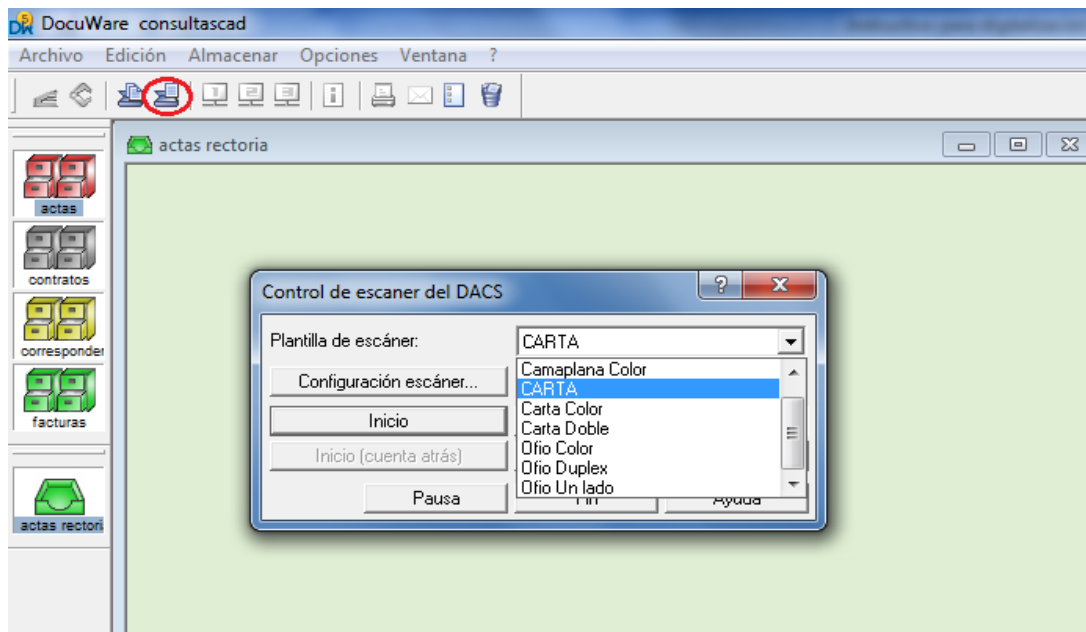 DocuWare consultascad
Archivo Edición Almacenar Opciones Ventana ?
actas rectoria
actas
contratos
corresponder
facturas
actas rectori
Control de escaner del DACS
Plantilla de escáner: CARTA
Configuración escáner...
Inicio
Inicio (cuenta atrás)
Pausa
Camaplana Color
CARTA
Carta Color
Carta Doble
Ofio Color
Ofio Duplex
Ofio Un lado
Fin
Ayuda